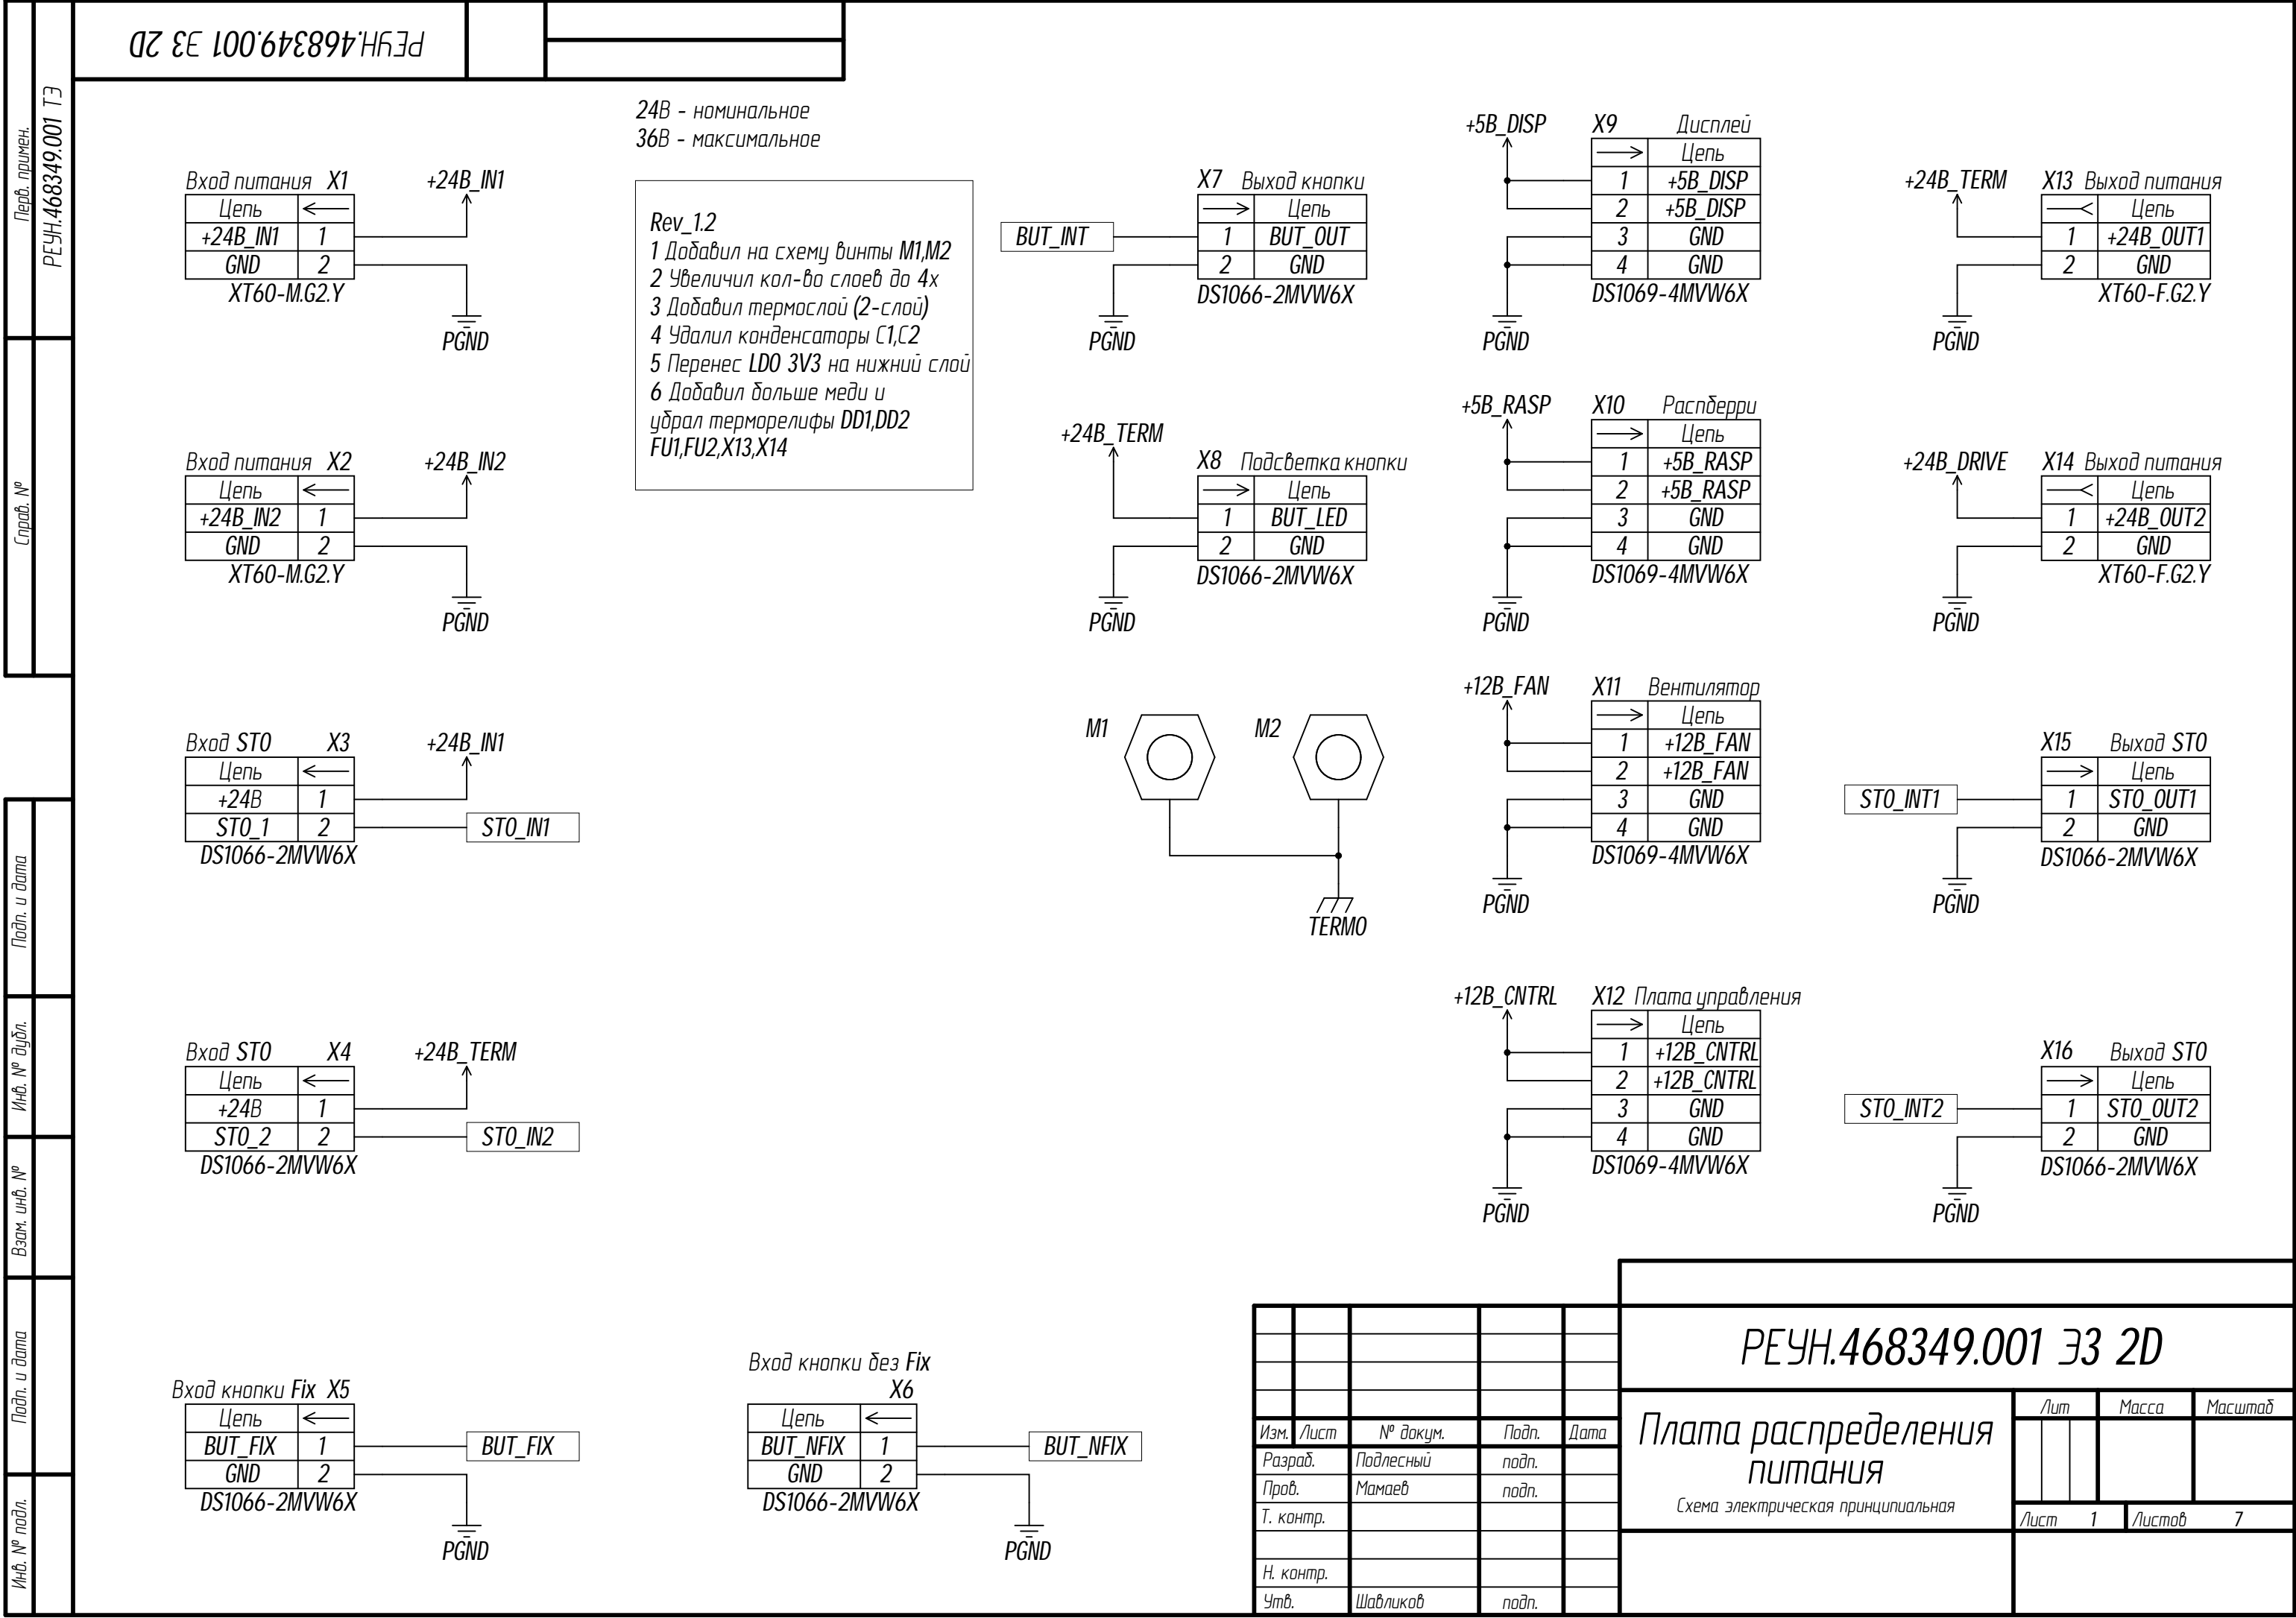 РЕУН.468349.001 Э3 2D
Перв. примен.
РЕУН.468349.001 ТЭ
Справ. №
Подп. и дата
Инв. № дубл.
Взам. инв. №
Подп. и дата
Инв. № подл.
24В - номинальное
36В - максимальное
Rev_1.2
1 Добавил на схему винты M1,M2
2 Увеличил кол-во слоев до 4х
3 Добавил термослой (2-слой)
4 Удалил конденсаторы C1,C2
5 Перенес LDO 3V3 на нижний слой
6 Добавил больше меди и
убрал терморелифы DD1,DD2
FU1,FU2,X13,X14
Вход питания X1
+24В_IN1
Цепь
+24В_IN1 1
GND 2
XT60-M.G2.Y
PGND
Вход питания X2
+24В_IN2
Цепь
+24В_IN2 1
GND 2
XT60-M.G2.Y
PGND
Вход STO X3
+24В_IN1
Цепь
+24В 1
STO_1 2
STO_IN1
DS1066-2MVW6X
Вход STO X4
+24В_TERM
Цепь
+24В 1
STO_2 2
STO_IN2
DS1066-2MVW6X
Вход кнопки Fix X5
Цепь
BUT_FIX 1
BUT_FIX
GND 2
DS1066-2MVW6X
PGND
Вход кнопки без Fix
X6
Цепь
BUT_NFIX 1
BUT_NFIX
GND 2
DS1066-2MVW6X
PGND
X7 Выход кнопки
Цепь
BUT_INT
1 BUT_OUT
2 GND
DS1066-2MVW6X
PGND
+24В_TERM
X8 Подсветка кнопки
Цепь
1 BUT_LED
2 GND
DS1066-2MVW6X
PGND
M1
M2
TERMO
+5В_DISP
X9 Дисплей
Цепь
1 +5В_DISP
2 +5В_DISP
3 GND
4 GND
DS1069-4MVW6X
PGND
+5В_RASP
X10 Распберри
Цепь
1 +5В_RASP
2 +5В_RASP
3 GND
4 GND
DS1069-4MVW6X
PGND
+12В_FAN
X11 Вентилятор
Цепь
1 +12В_FAN
2 +12В_FAN
3 GND
4 GND
DS1069-4MVW6X
PGND
+12В_CNTRL
X12 Плата управления
Цепь
1 +12В_CNTRL
2 +12В_CNTRL
3 GND
4 GND
DS1069-4MVW6X
PGND
+24В_TERM
X13 Выход питания
Цепь
1 +24В_OUT1
2 GND
XT60-F.G2.Y
PGND
+24В_DRIVE
X14 Выход питания
Цепь
1 +24В_OUT2
2 GND
XT60-F.G2.Y
PGND
X15 Выход STO
Цепь
STO_INT1
1 STO_OUT1
2 GND
DS1066-2MVW6X
PGND
X16 Выход STO
Цепь
STO_INT2
1 STO_OUT2
2 GND
DS1066-2MVW6X
PGND
РЕУН.468349.001 Э3 2D
Изм. Лист № докум. Подп. Дата
Разраб. Подлесный подп.
Пров. Мамаев подп.
Т. контр.
Н. контр.
Утв. Шавликов подп.
Плата распределения
питания
Схема электрическая принципиальная
Лит Масса Масштаб
Лист 1 Листов 7